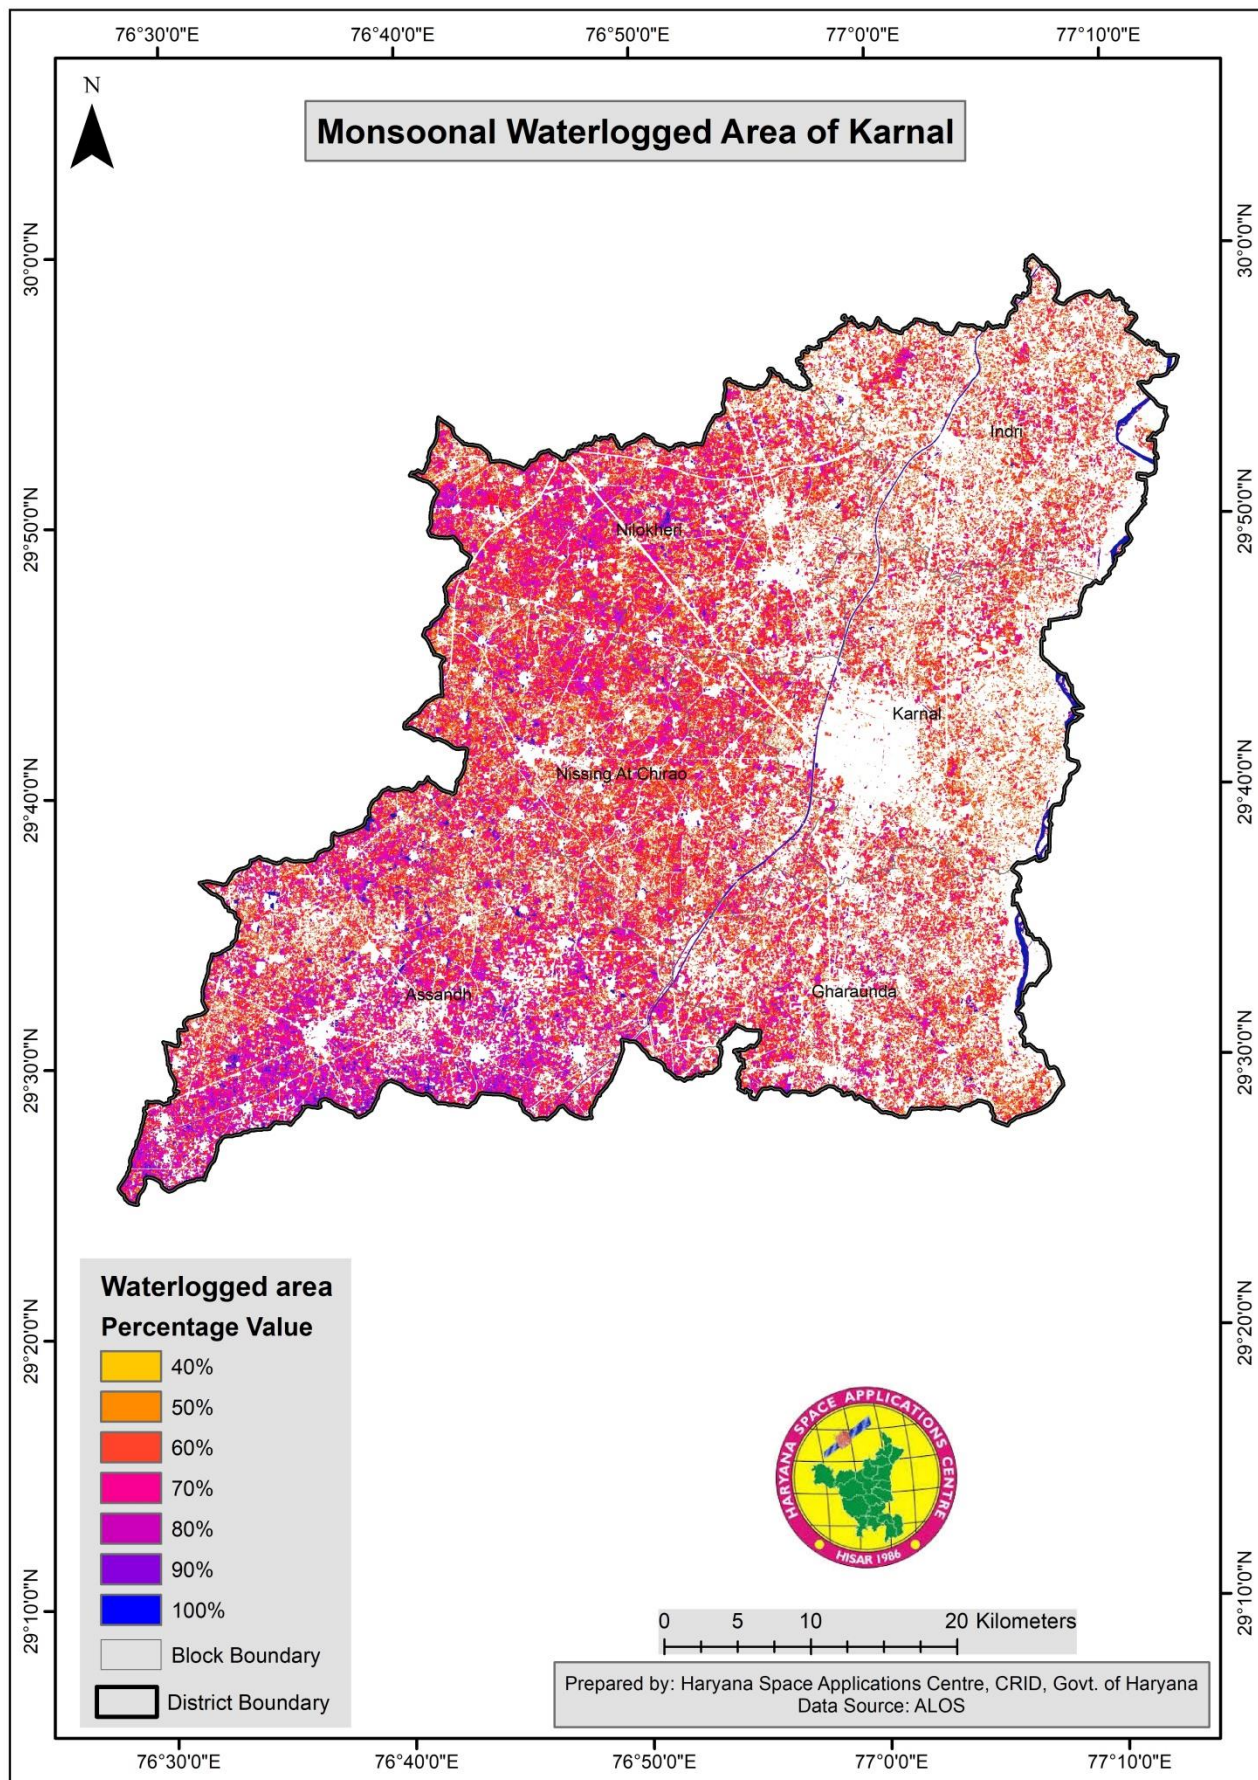 76°30'0"E 76°40'0"E 76°50'0"E 77°0'0"E 77°10'0"E
N
Monsoonal Waterlogged Area of Karnal
30°0'0"N
30°0'0"N
Indri
29°50'0"N
29°50'0"N
Nilokheri
Karnal
Nissing At Chirao
29°40'0"N
29°40'0"N
Assandh
Gharaunda
29°30'0"N
29°30'0"N
Waterlogged area
Percentage Value
40%
50%
60%
70%
80%
90%
100%
Block Boundary
District Boundary
29°20'0"N
29°20'0"N
29°10'0"N
29°10'0"N
HARYANA SPACE APPLICATIONS CENTRE
HISAR 1986
0 5 10 20 Kilometers
Prepared by: Haryana Space Applications Centre, CRID, Govt. of Haryana
Data Source: ALOS
76°30'0"E 76°40'0"E 76°50'0"E 77°0'0"E 77°10'0"E